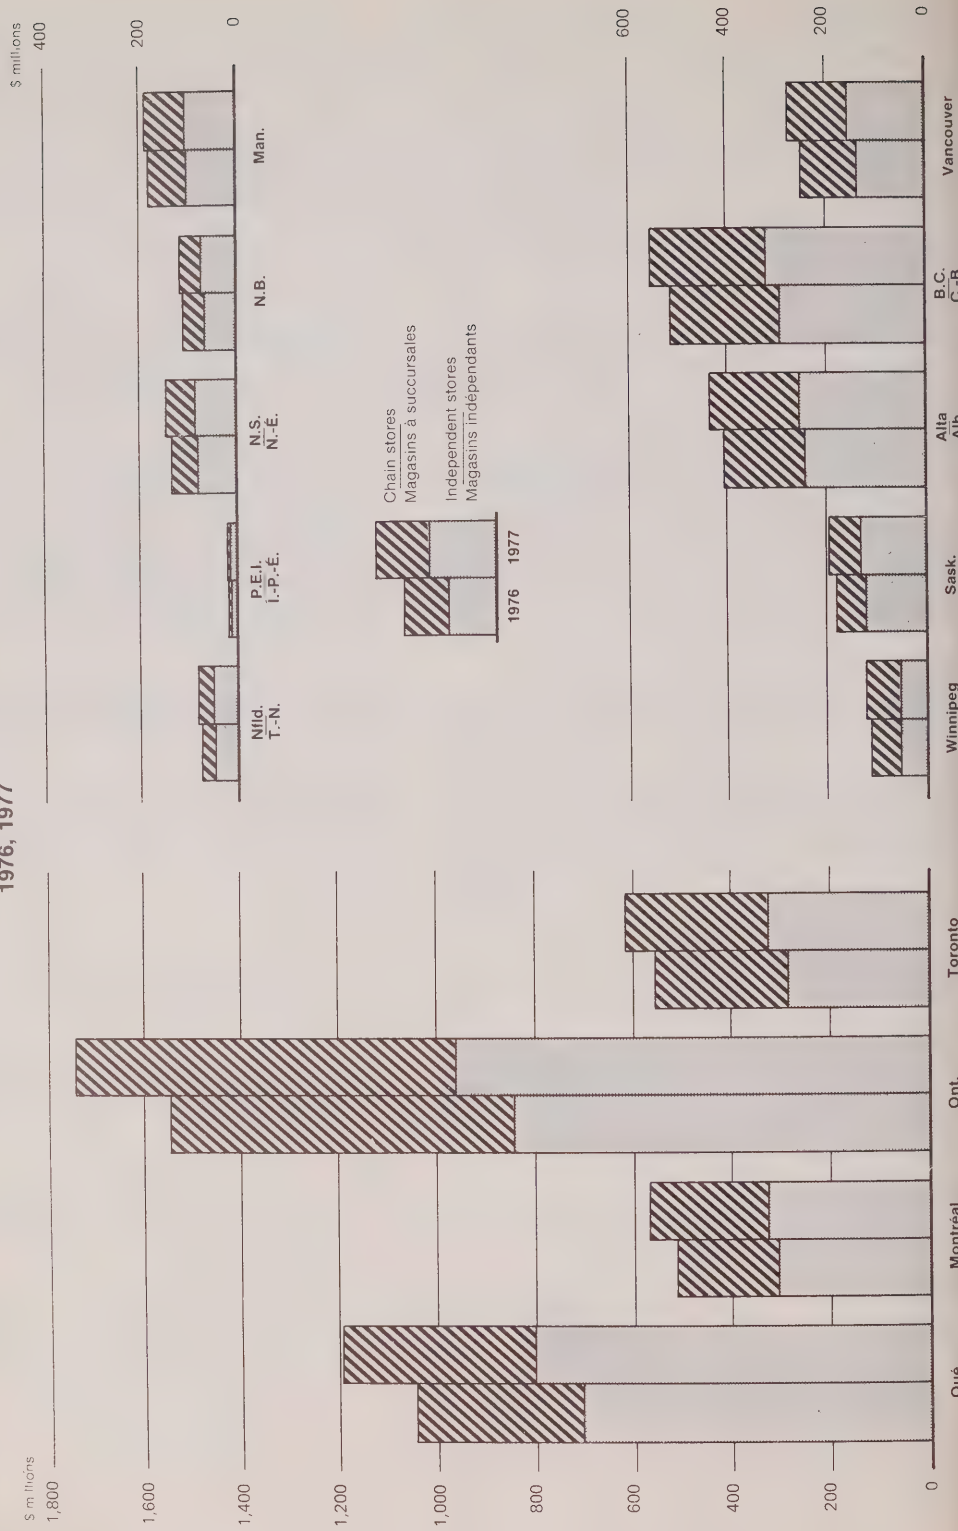 1976, 1977
$ millions
400
200
0
Nfld.
T.-N.
P.E.I.
Î.-P.-É.
N.S.
N.-É.
N.B.
Man.
Chain stores
Magasins à succursales
Independent stores
Magasins indépendants
1976 1977
$ millions
1,800
1,600
1,400
1,200
1,000
800
600
400
200
0
Qué
Montréal
Ont.
Toronto
600
400
200
0
Winnipeg
Sask.
Alta
Alb
B.C.
C.-B
Vancouver